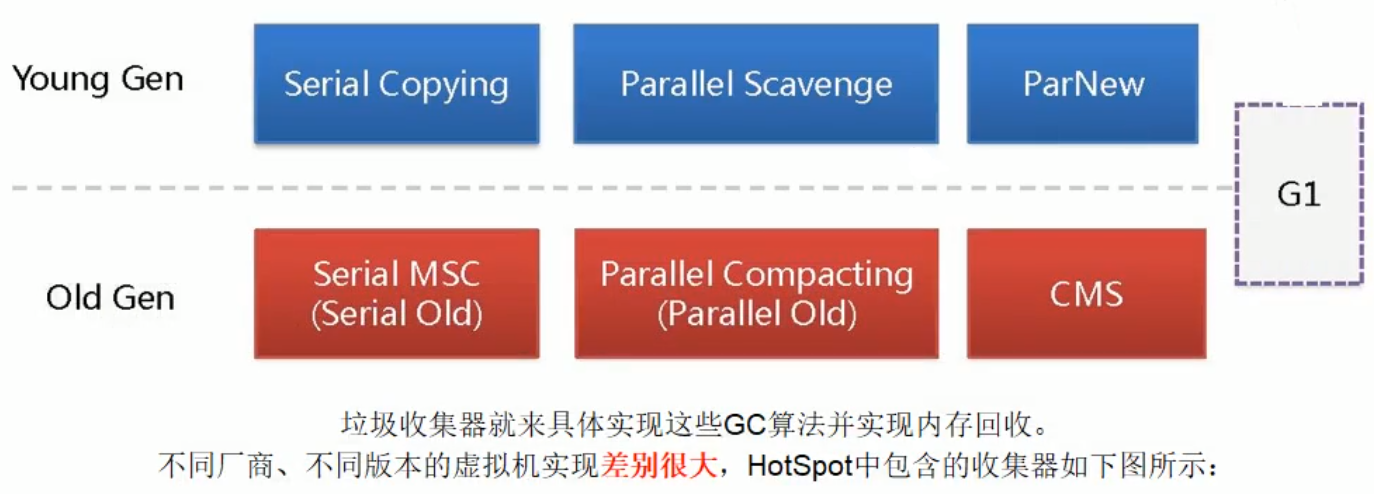 Young Gen
Serial Copying
Parallel Scavenge
ParNew
G1
Old Gen
Serial MSC
(Serial Old)
Parallel Compacting
(Parallel Old)
CMS
垃圾收集器就来具体实现这些GC算法并实现内存回收。
不同厂商、不同版本的虚拟机实现差别很大，HotSpot中包含的收集器如下图所示：